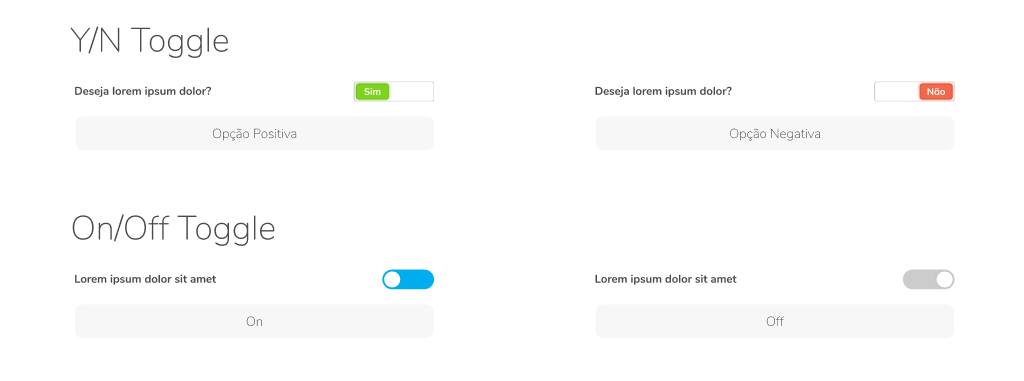 Y/N Toggle
Deseja lorem ipsum dolor? Sim
Opção Positiva
Deseja lorem ipsum dolor? Não
Opção Negativa
On/Off Toggle
Lorem ipsum dolor sit amet
On
Lorem ipsum dolor sit amet
Off